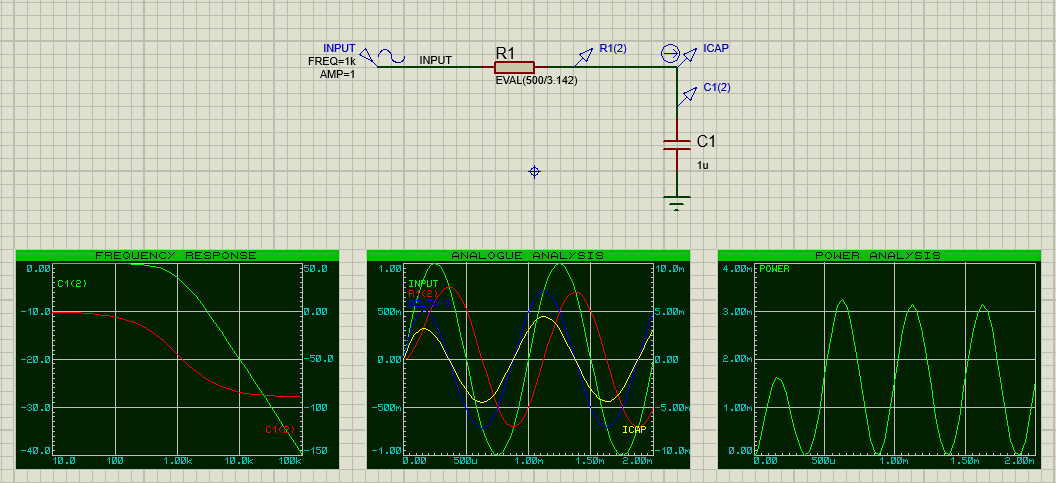 INPUT
FREQ=1k
AMP=1
INPUT
R1
EVAL(500/3.142)
R1(2)
ICAP
C1(2)
C1
1u
FREQUENCY RESPONSE
0.00
-10.0
-20.0
-30.0
-40.0
C1(2)
50.0
0.00
-50.0
-100
-150
C1(2)
10.0
100
1.00k
10.0k
100k
ANALOGUE ANALYSIS
1.00
500m
0.00
-500m
-1.00
INPUT
R1(2)
10.0m
5.00m
0.00m
-5.00m
-10.0m
ICAP
0.00
500u
1.00m
1.50m
2.00m
POWER ANALYSIS
4.00m
3.00m
2.00m
1.00m
0.00
POWER
0.00
500u
1.00m
1.50m
2.00m